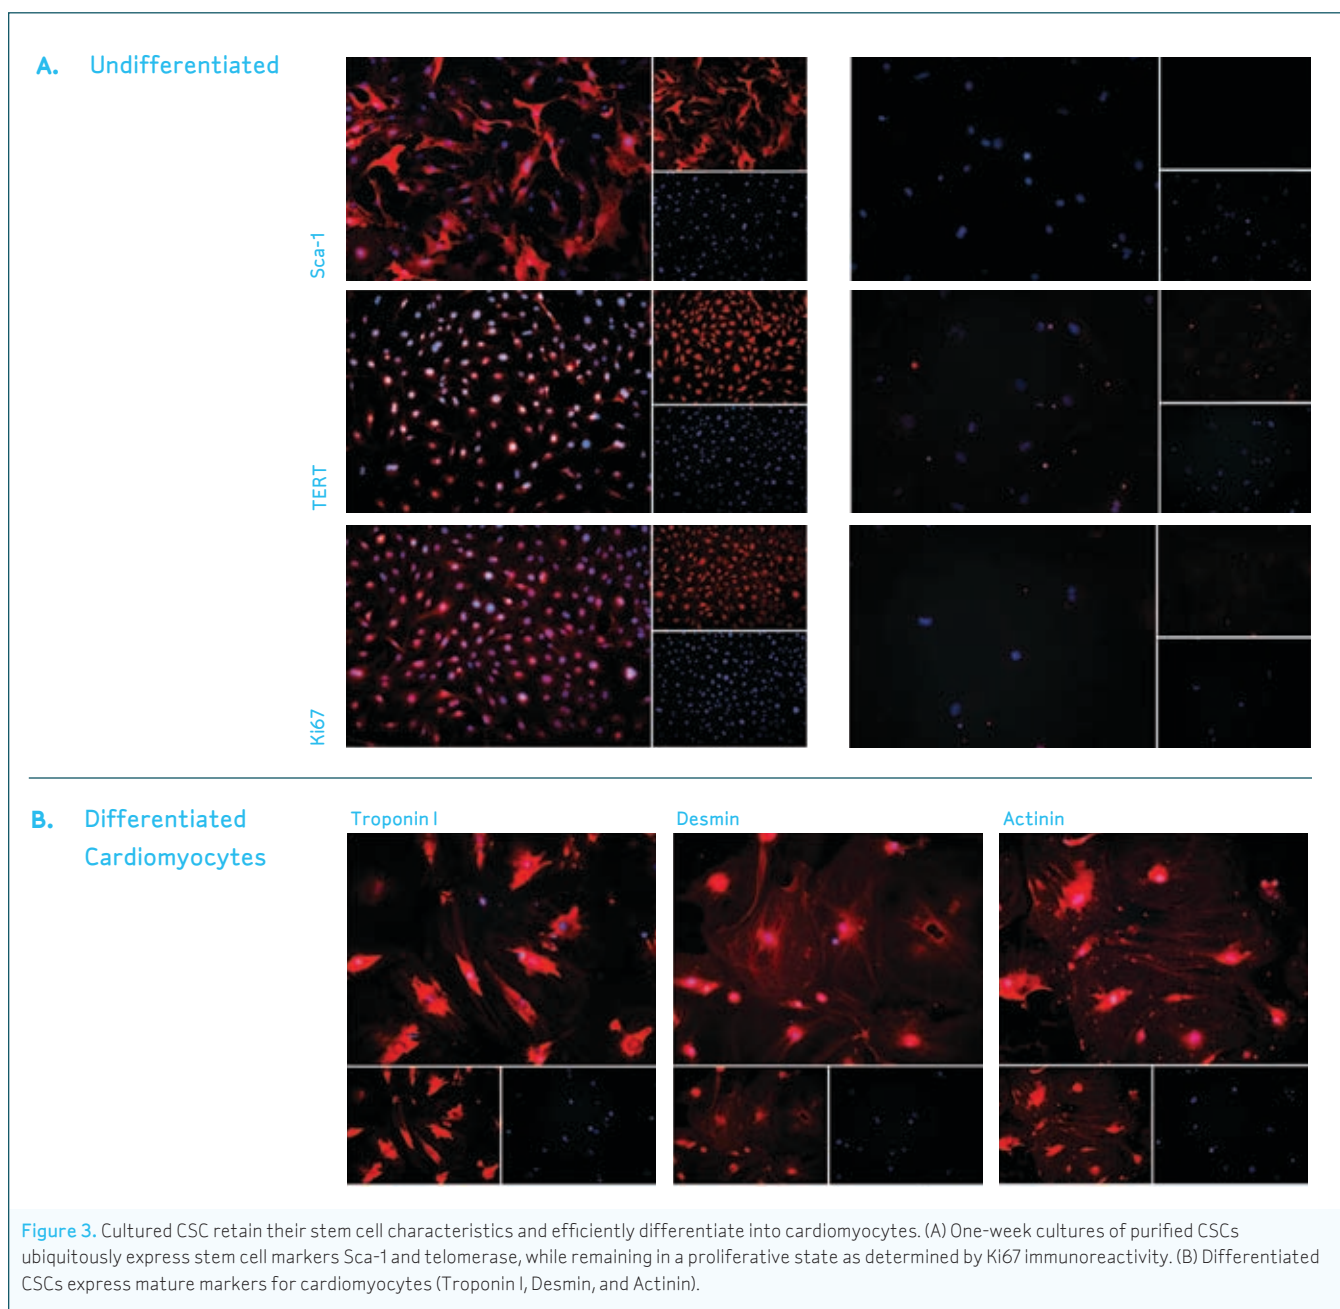 A. Undifferentiated
Sca-1
TERT
Ki67
B. Differentiated
Cardiomyocytes
Troponin I
Desmin
Actinin
Figure 3. Cultured CSC retain their stem cell characteristics and efficiently differentiate into cardiomyocytes. (A) One-week cultures of purified CSCs
ubiquitously express stem cell markers Sca-1 and telomerase, while remaining in a proliferative state as determined by Ki67 immunoreactivity. (B) Differentiated
CSCs express mature markers for cardiomyocytes (Troponin I, Desmin, and Actinin).